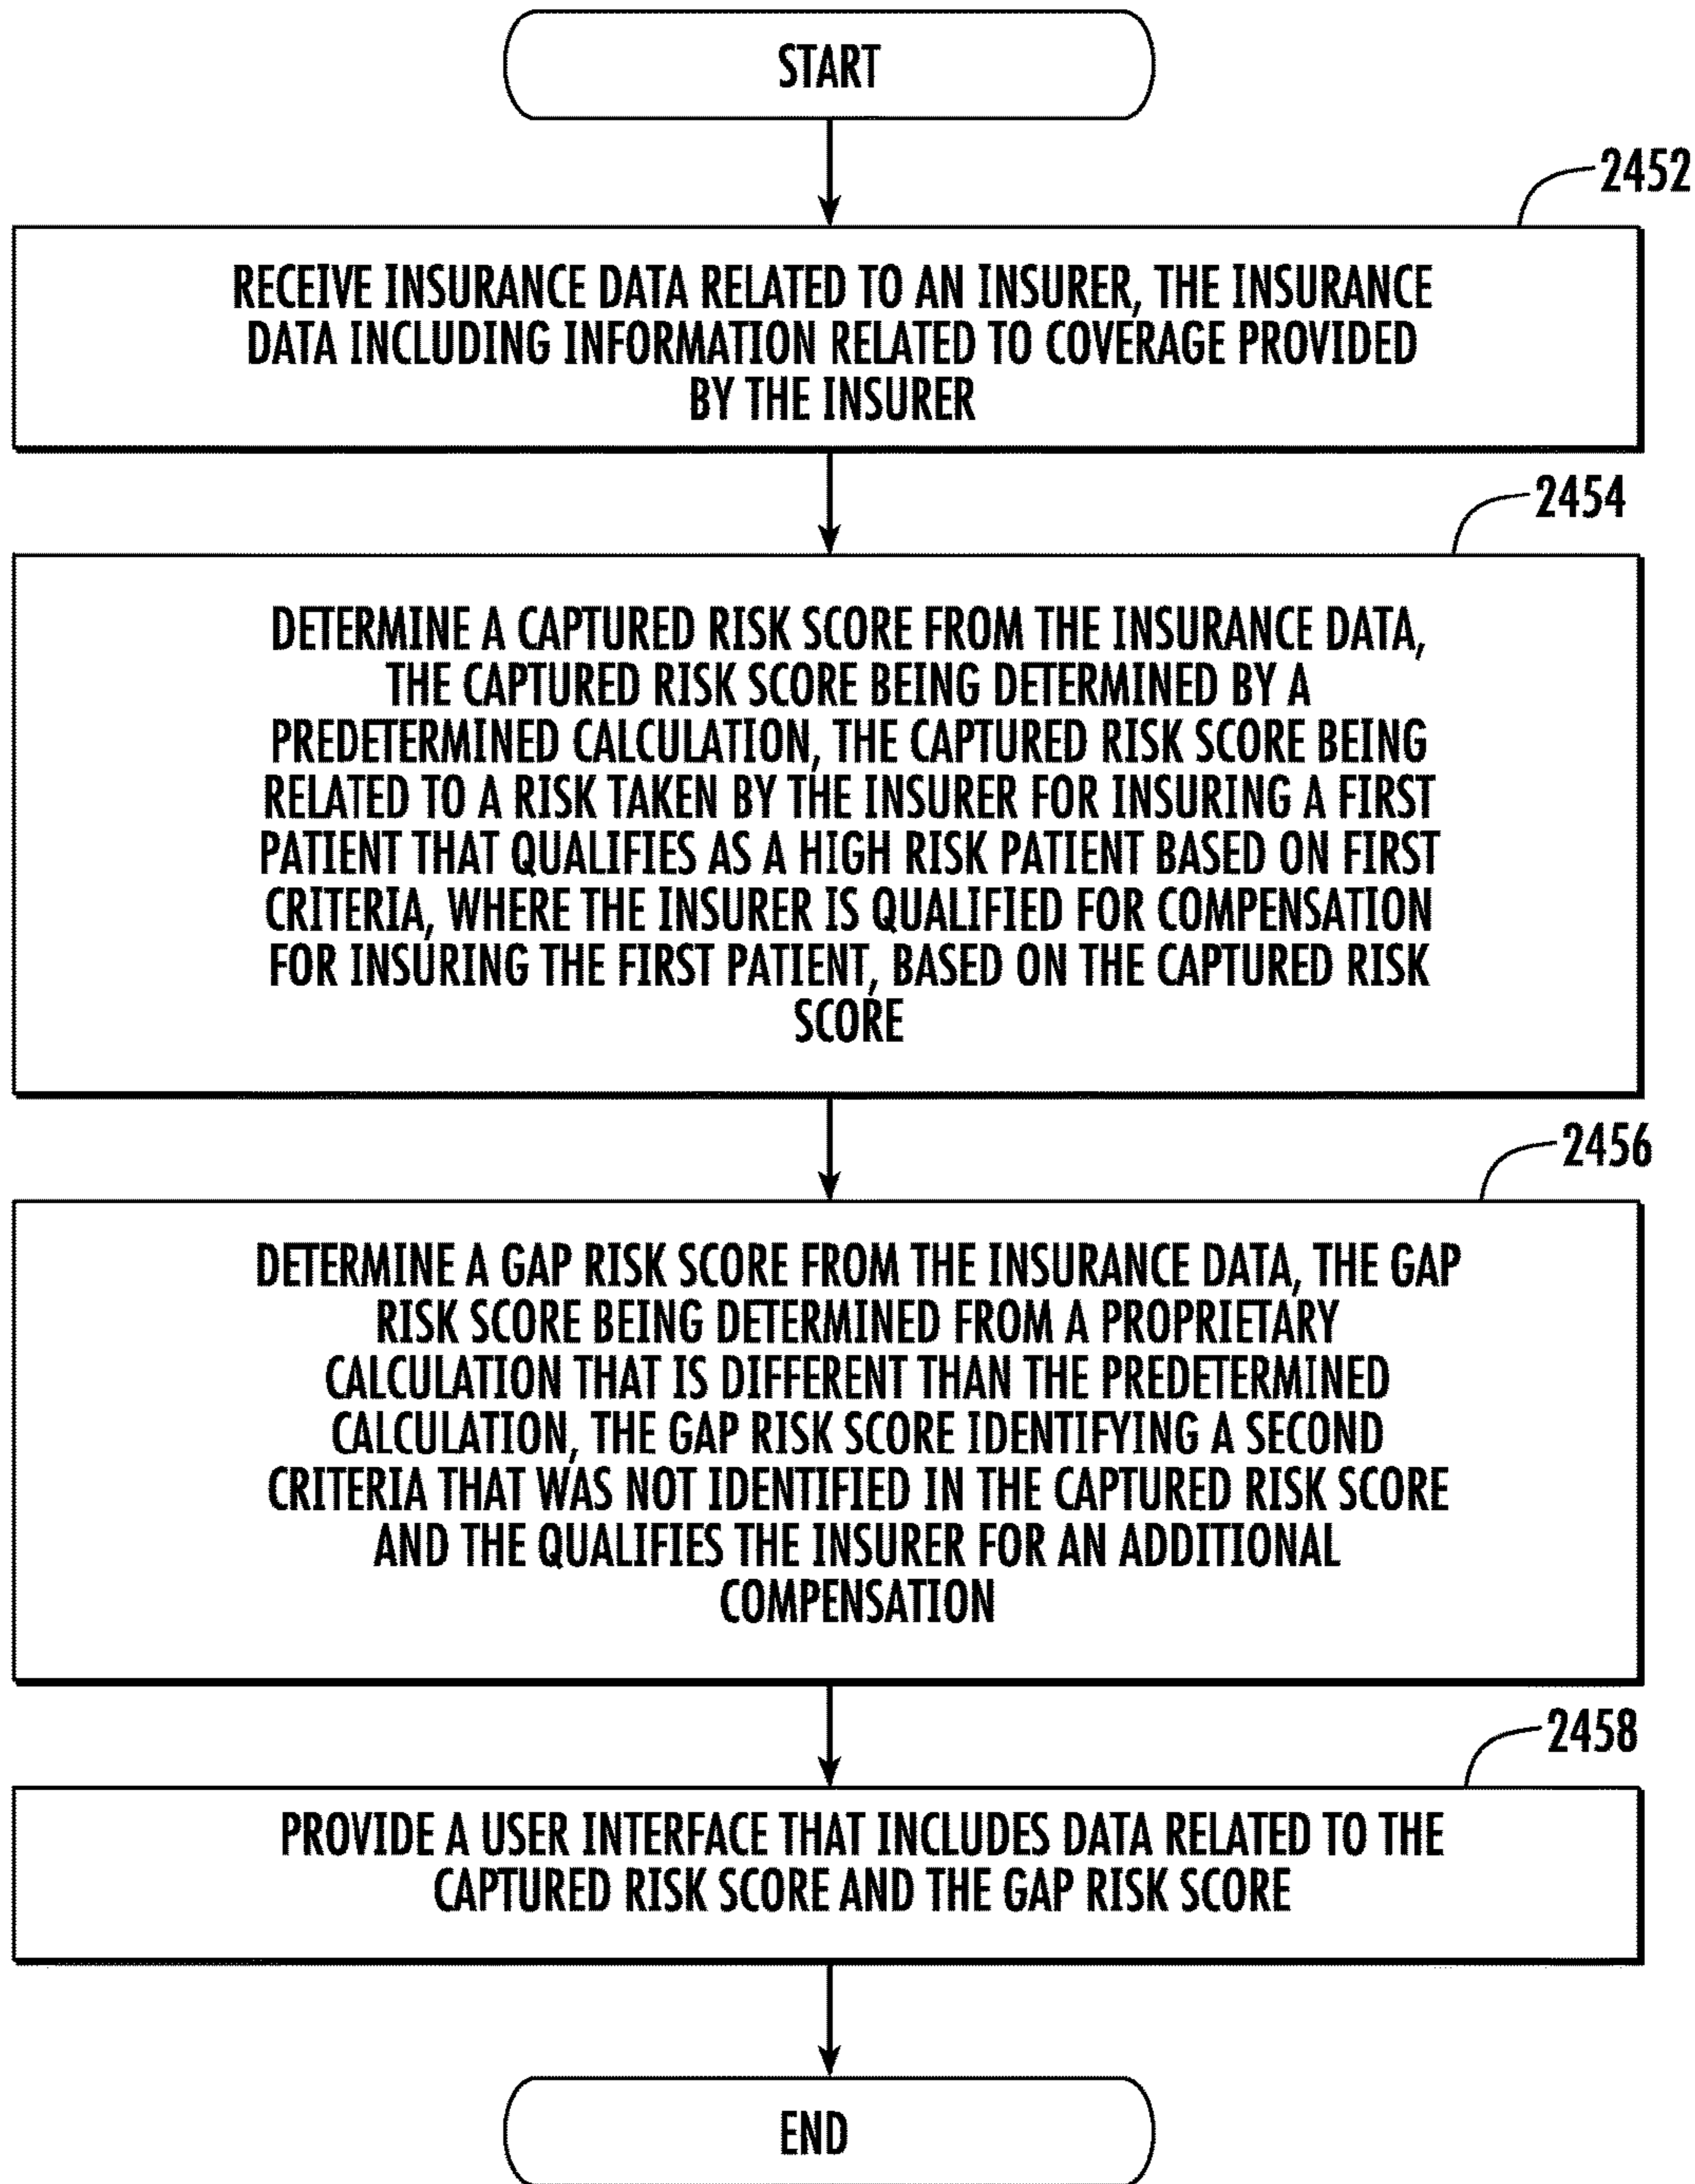 START
2452
RECEIVE INSURANCE DATA RELATED TO AN INSURER, THE INSURANCE
DATA INCLUDING INFORMATION RELATED TO COVERAGE PROVIDED
BY THE INSURER
2454
DETERMINE A CAPTURED RISK SCORE FROM THE INSURANCE DATA,
THE CAPTURED RISK SCORE BEING DETERMINED BY A
PREDETERMINED CALCULATION, THE CAPTURED RISK SCORE BEING
RELATED TO A RISK TAKEN BY THE INSURER FOR INSURING A FIRST
PATIENT THAT QUALIFIES AS A HIGH RISK PATIENT BASED ON FIRST
CRITERIA, WHERE THE INSURER IS QUALIFIED FOR COMPENSATION
FOR INSURING THE FIRST PATIENT, BASED ON THE CAPTURED RISK
SCORE
2456
DETERMINE A GAP RISK SCORE FROM THE INSURANCE DATA, THE GAP
RISK SCORE BEING DETERMINED FROM A PROPRIETARY
CALCULATION THAT IS DIFFERENT THAN THE PREDETERMINED
CALCULATION, THE GAP RISK SCORE IDENTIFYING A SECOND
CRITERIA THAT WAS NOT IDENTIFIED IN THE CAPTURED RISK SCORE
AND THE QUALIFIES THE INSURER FOR AN ADDITIONAL
COMPENSATION
2458
PROVIDE A USER INTERFACE THAT INCLUDES DATA RELATED TO THE
CAPTURED RISK SCORE AND THE GAP RISK SCORE
END